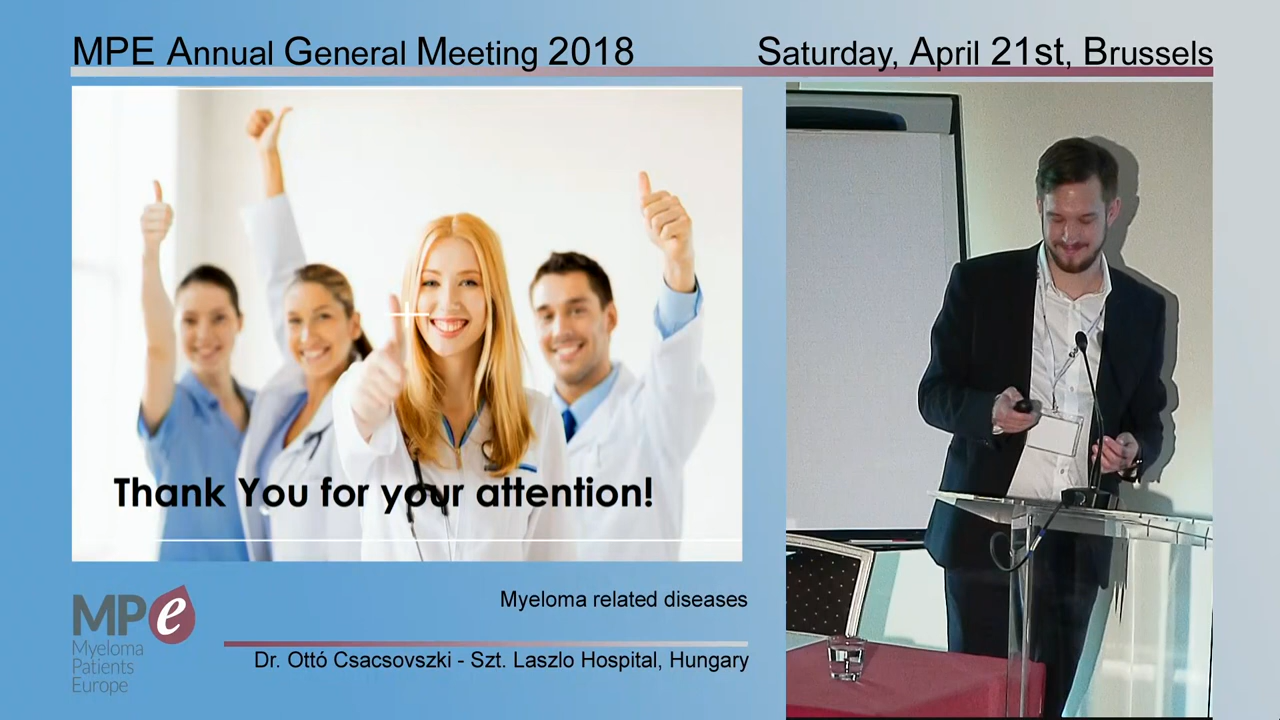 MPE Annual General Meeting 2018
Saturday, April 21st, Brussels
Thank You for your attention!
Myeloma related diseases
Dr. Ottó Csacsovszki - Szt. Laszlo Hospital, Hungary
MPe
Myeloma
Patients
Europe